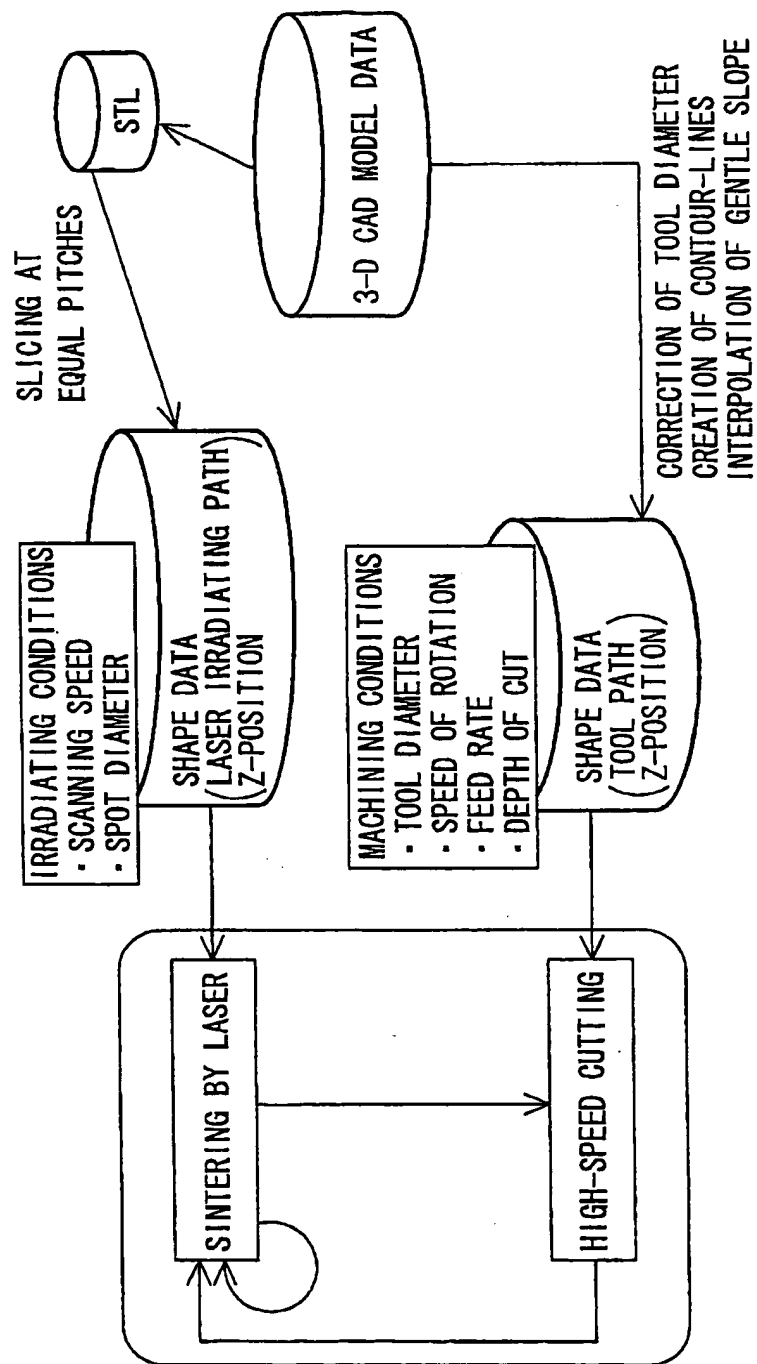 STL
3-D CAD MODEL DATA
SLICING AT
EQUAL PITCHES
CORRECTION OF TOOL DIAMETER
CREATION OF CONTOUR-LINES
INTERPOLATION OF GENTLE SLOPE
IRRADIATING CONDITIONS
・SCANNING SPEED
・SPOT DIAMETER
SHAPE DATA
(LASER IRRADIATING PATH)
(Z-POSITION)
MACHINING CONDITIONS
・TOOL DIAMETER
・SPEED OF ROTATION
・FEED RATE
・DEPTH OF CUT
SHAPE DATA
(TOOL PATH)
(Z-POSITION)
SINTERING BY LASER
HIGH-SPEED CUTTING